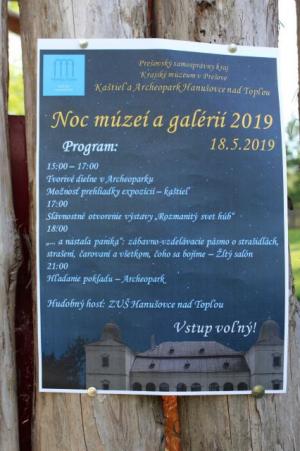 Prešovský samosprávny kraj
Krajské múzeum v Prešove
Kaštieľ a Archeopark Hanušovce nad Topľou
Noc múzeí a galérií 2019
Program:
18.5.2019
15:00 – 17:00
Tvorivé dielne v Archeoparku
Možnosť prehliadky expozícií – kaštieľ
17:00
Slávnostné otvorenie výstavy „Rozmanitý svet húb“
18:00
„... a nastala panika“: zábavno-vzdelávacie pásmo o strašidlách,
strašení, čarovaní a všetkom, čoho sa bojíme – Žltý salón
21:00
Hľadanie pokladu – Archeopark
Hudobný hosť: ZUŠ Hanušovce nad Topľou
Vstup voľný!